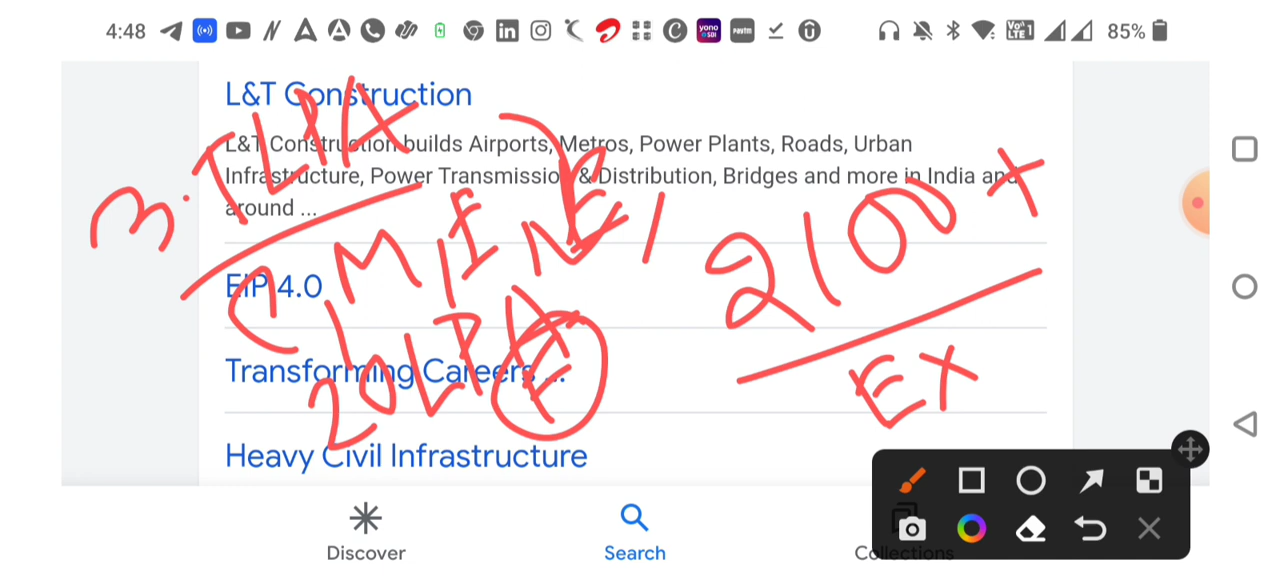 4:48 85%
L&T Construction
L&T Construction builds Airports, Metros, Power Plants, Roads, Urban
Infrastructure, Power Transmission & Distribution, Bridges and more in India and
around ...
EIP 4.0
Transforming Careers ...
Heavy Civil Infrastructure
3.
LPA
MINE
20LPA
2100+
EX
Discover Search Collections